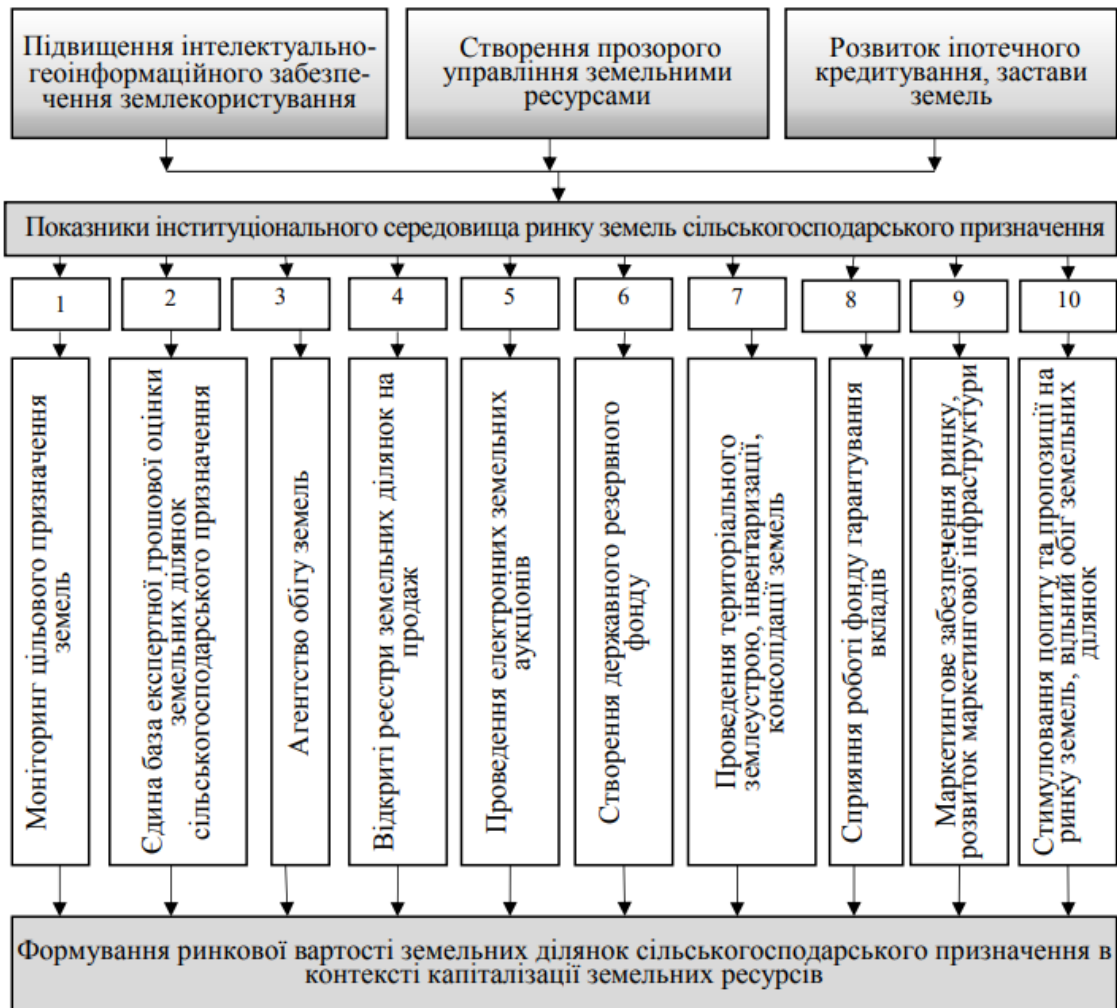 Підвищення інтелектуально-
геоінформаційного забезпе-
чення землекористування
Створення прозорого
управління земельними
ресурсами
Розвиток іпотечного
кредитування, застави
земель
Показники інституціонального середовища ринку земель сільськогосподарського призначення
1
2
3
4
5
6
7
8
9
10
Моніторинг цільового призначення
земель
Єдина база експертної грошової оцінки
земельних ділянок
сільськогосподарського призначення
Агентство обігу земель
Відкриті реєстри земельних ділянок на
продаж
Проведення електронних земельних
аукціонів
Створення державного резервного
фонду
Проведення територіального
землеустрою, інвентаризації,
консолідації земель
Сприяння роботі фонду гарантування
вкладів
Маркетингове забезпечення ринку,
розвиток маркетингової інфраструктури
Стимулювання попиту та пропозиції на
ринку земель, вільний обіг земельних
ділянок
Формування ринкової вартості земельних ділянок сільськогосподарського призначення в
контексті капіталізації земельних ресурсів